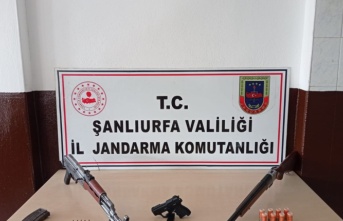 T.C.
ŞANLIURFA VALİLİĞİ
İL JANDARMA KOMUTANLIĞI